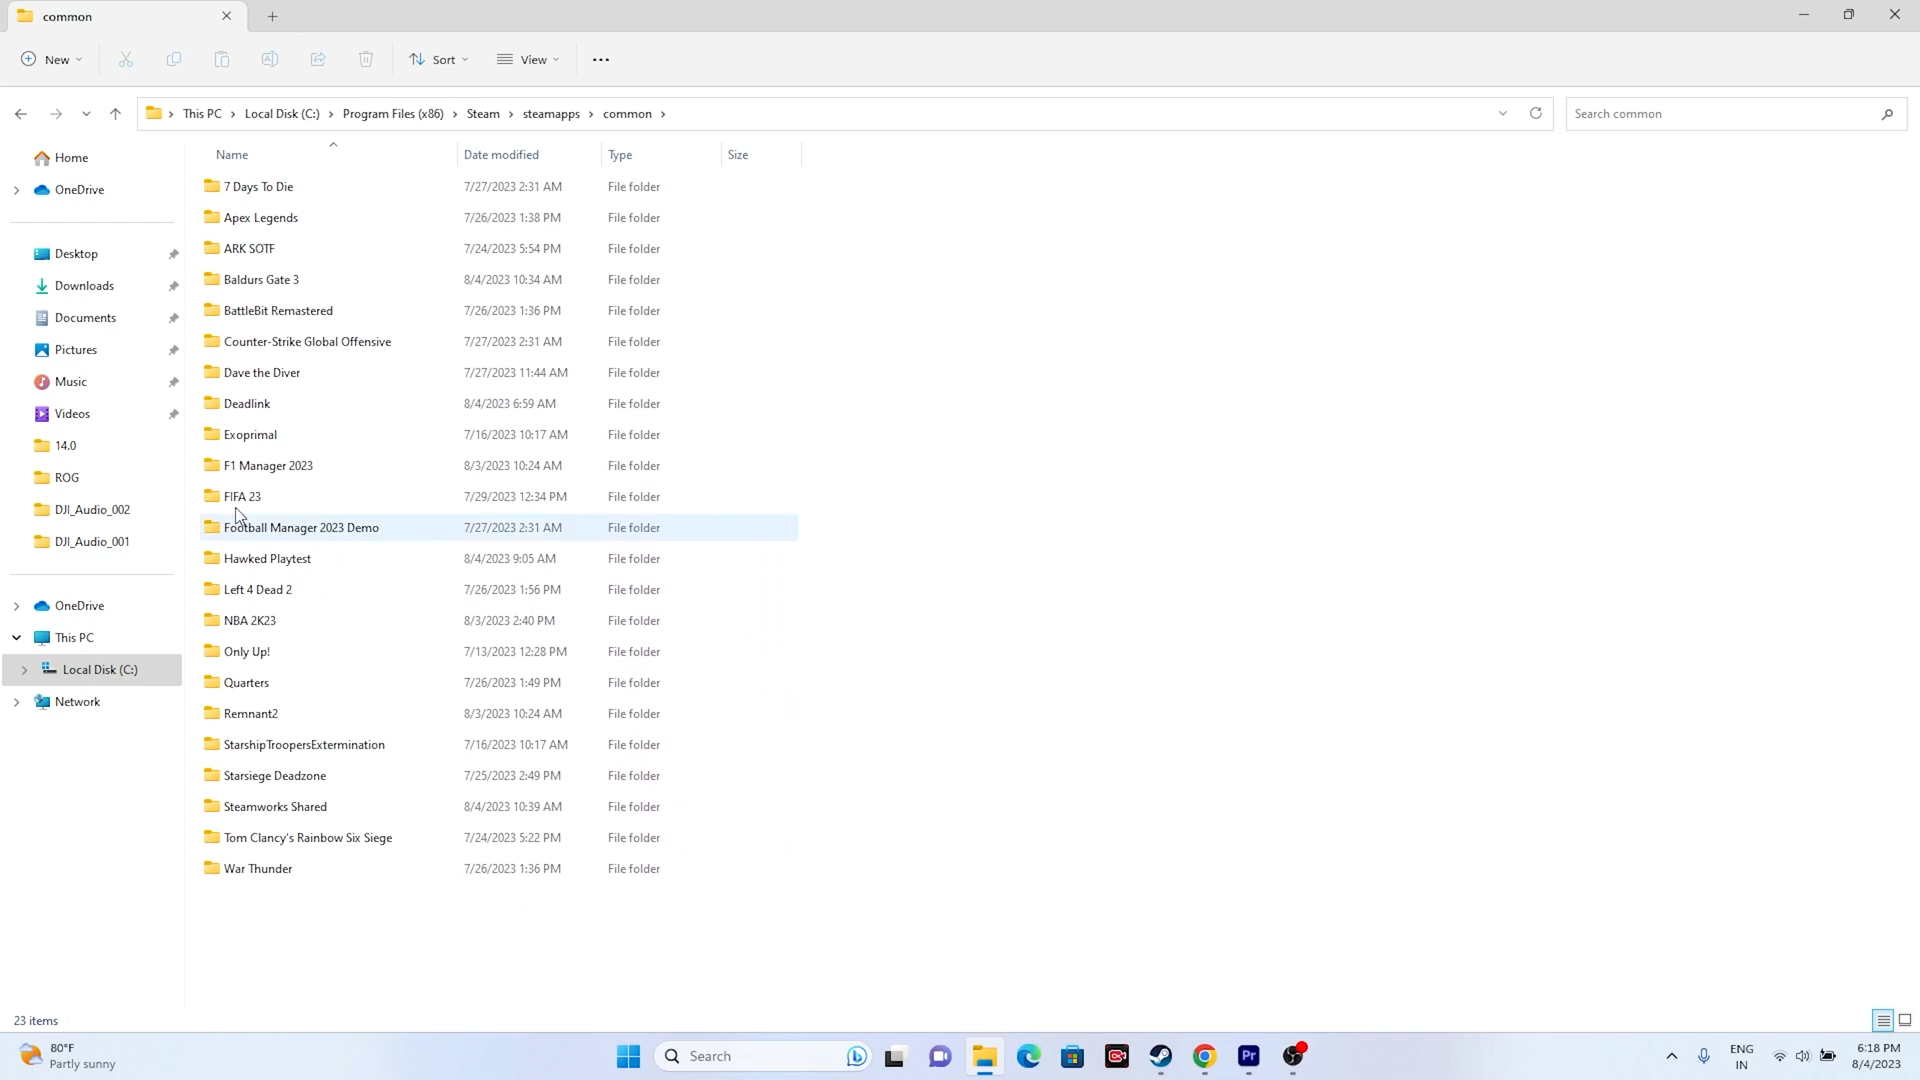 common
New
Sort
View
This PC
Local Disk (C:)
Program Files (x86)
Steam
steamapps
common
Search common
Home
OneDrive
Desktop
Downloads
Documents
Pictures
Music
Videos
14.0
ROG
DJI_Audio_002
DJI_Audio_001
OneDrive
This PC
Local Disk (C:)
Network
Name Date modified Type Size
7 Days To Die 7/27/2023 2:31 AM File folder
Apex Legends 7/26/2023 1:38 PM File folder
ARK SOTF 7/24/2023 5:54 PM File folder
Baldurs Gate 3 8/4/2023 10:34 AM File folder
BattleBit Remastered 7/26/2023 1:36 PM File folder
Counter-Strike Global Offensive 7/27/2023 2:31 AM File folder
Dave the Diver 7/27/2023 11:44 AM File folder
Deadlink 8/4/2023 6:59 AM File folder
Exoprimal 7/16/2023 10:17 AM File folder
F1 Manager 2023 8/3/2023 10:24 AM File folder
FIFA 23 7/29/2023 12:34 PM File folder
Football Manager 2023 Demo 7/27/2023 2:31 AM File folder
Hawked Playtest 8/4/2023 9:05 AM File folder
Left 4 Dead 2 7/26/2023 1:56 PM File folder
NBA 2K23 8/3/2023 2:40 PM File folder
Only Up! 7/13/2023 12:28 PM File folder
Quarters 7/26/2023 1:49 PM File folder
Remnant2 8/3/2023 10:24 AM File folder
StarshipTroopersExtermination 7/16/2023 10:17 AM File folder
Starsiege Deadzone 7/25/2023 2:49 PM File folder
Steamworks Shared 8/4/2023 10:39 AM File folder
Tom Clancy's Rainbow Six Siege 7/24/2023 5:22 PM File folder
War Thunder 7/26/2023 1:36 PM File folder
23 items
80°F
Partly sunny
Search
Pr
ENG
IN
6:18 PM
8/4/2023